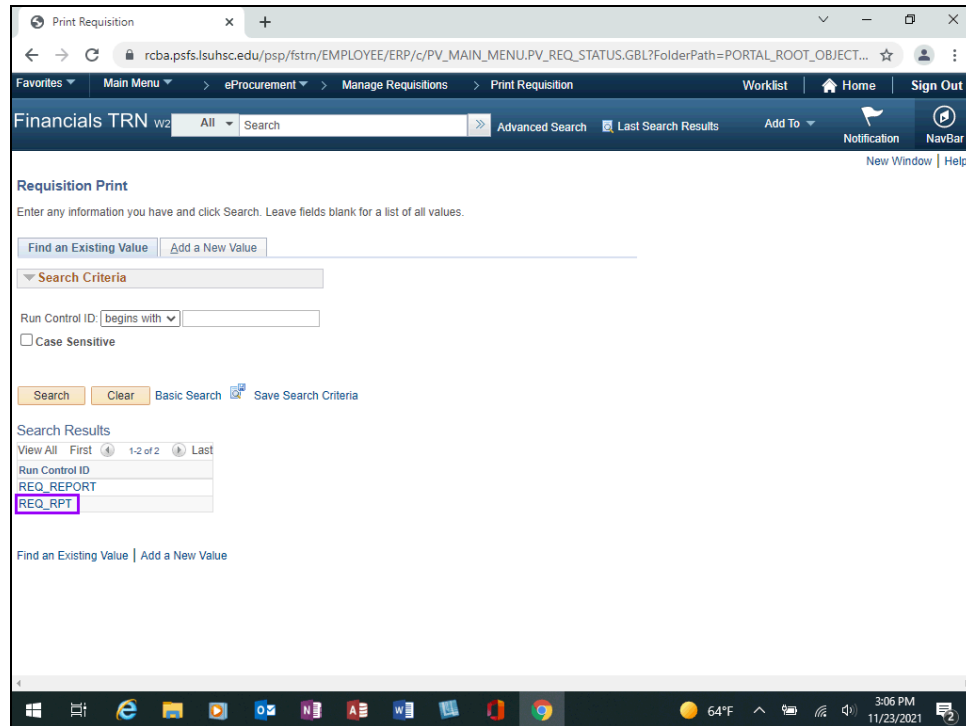 Print Requisition
rcba.psfs.lsuhsc.edu/psp/fstrn/EMPLOYEE/ERP/c/PV_MAIN_MENU.PV_REQ_STATUS.GBL?FolderPath=PORTAL_ROOT_OBJECT...
Favorites Main Menu > eProcurement > Manage Requisitions > Print Requisition Worklist Home Sign Out
Financials TRN W2 All Search Advanced Search Last Search Results Add To Notification NavBar
New Window | Help
Requisition Print
Enter any information you have and click Search. Leave fields blank for a list of all values.
Find an Existing Value Add a New Value
Search Criteria
Run Control ID: begins with
Case Sensitive
Search Clear Basic Search Save Search Criteria
Search Results
View All First 1-2 of 2 Last
Run Control ID
REQ_REPORT
REQ_RPT
Find an Existing Value | Add a New Value
64°F 3:06 PM
11/23/2021 2